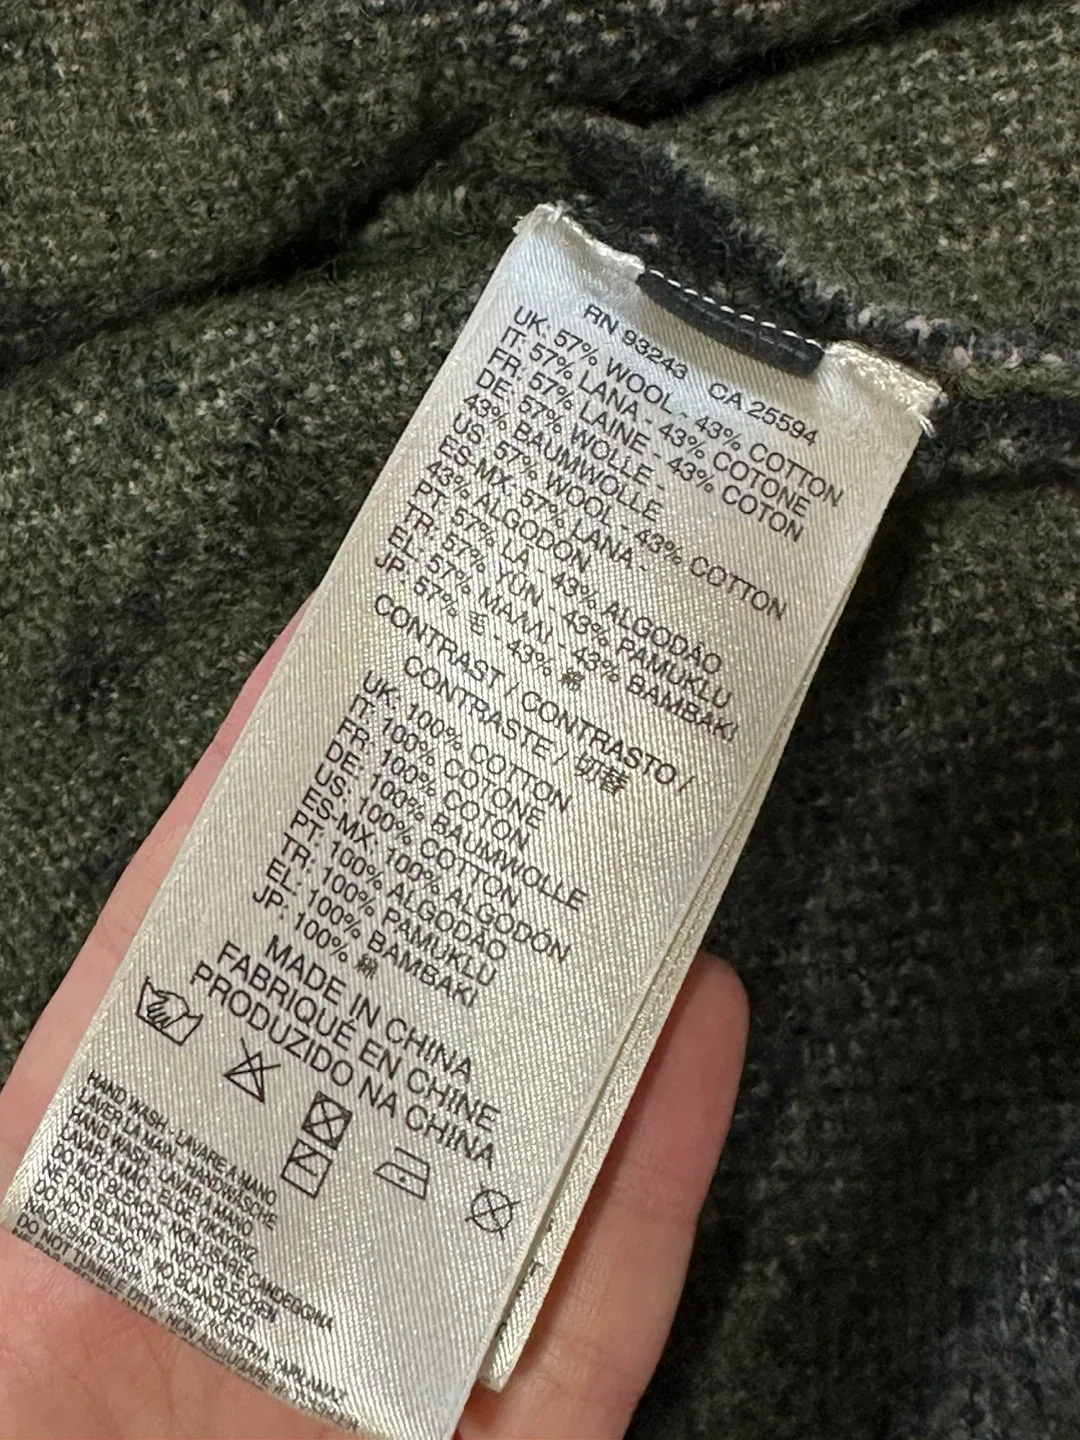 RN 93243 CA 25594
UK: 57% WOOL - 43% COTTON
IT: 57% LANA - 43% COTONE
FR: 57% LAINE - 43% COTON
DE: 57% WOLLE -
43% BAUMWOLLE
US: 57% WOOL - 43% COTTON
ES-MX: 57% LANA -
43% ALGODÓN
PT: 57% LÃ - 43% ALGODÃO
TR: 57% YÜN - 43% PAMUKLU
EL: 57% MAΛΛI - 43% BAMBAKI
JP: 57% 毛 - 43% 綿
CONTRAST / CONTRASTO /
CONTRASTE / 切替
UK: 100% COTTON
IT: 100% COTONE
FR: 100% COTON
DE: 100% BAUMWOLLE
US: 100% COTTON
ES-MX: 100% ALGODÓN
PT: 100% ALGODÃO
TR: 100% PAMUKLU
EL: 100% BAMBAKI
JP: 100% 綿
MADE IN CHINA
FABRIQUÉ EN CHINE
PRODUZIDO NA CHINA
HAND WASH - LAVARE A MANO
LAVER LA MAIN - HANDWÄSCHE
HAND WASH - LAVAR A MANO
LAVAR A MÃO - ELDE YIKAYINIZ
DO NOT BLEACH - NON USARE CANDEGGINA
NE PAS BLANCHIR - NICHT BLEICHEN
DO NOT BLEACH - NO BLANQUEAR
NÃO USAR CLORO
DO NOT TUMBLE DRY